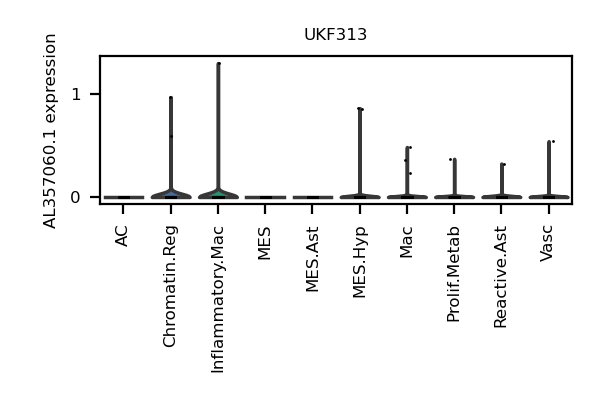 UKF313
AL357060.1 expression
1
0
AC
Chromatin.Reg
Inflammatory.Mac
MES
MES.Ast
MES.Hyp
Mac
Prolif.Metab
Reactive.Ast
Vasc